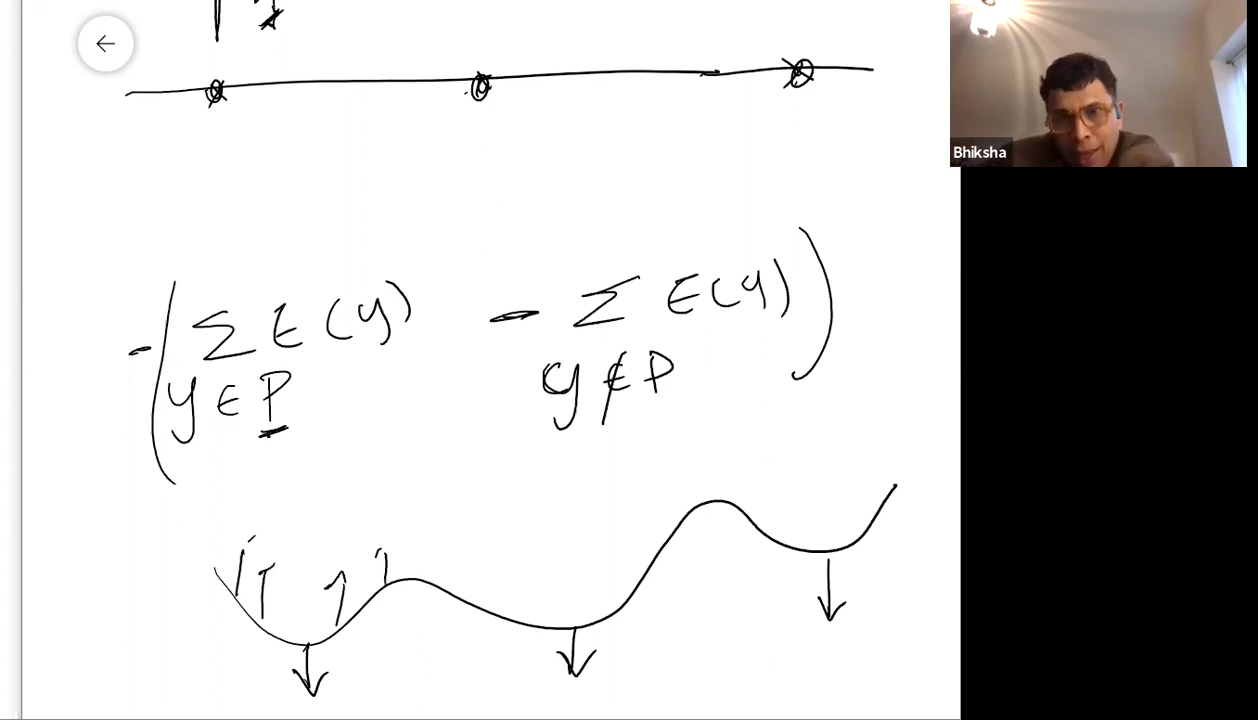 Bhiksha
- ( Σ E(y) - Σ E(y) )
y ∈ P y ∉ P